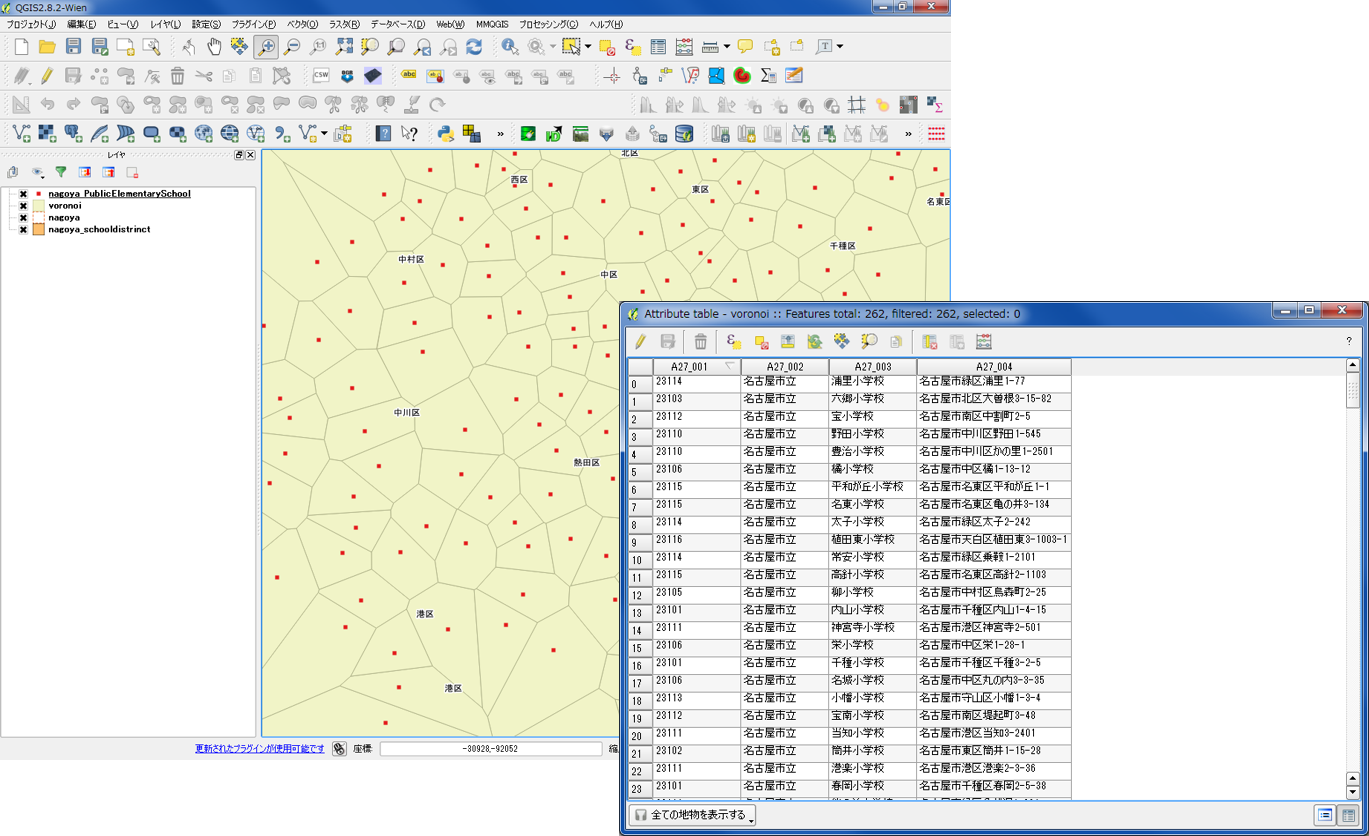 QGIS2.8.2-Wien
プロジェクト(J) 編集(E) ビュー(V) レイヤ(L) 設定(S) プラグイン(P) ベクタ(O) ラスタ(R) データベース(D) Web(W) MMQGIS プロセッシング(C) ヘルプ(H)
CSW
レイヤ
nagoya_PublicElementarySchool
voronoi
nagoya
nagoya_schooldistrinct
北区
西区
東区
名東区
千種区
中村区
中区
中川区
熱田区
港区
港区
更新されたプラグインが使用可能です 座標: -30928,-92052
Attribute table - voronoi :: Features total: 262, filtered: 262, selected: 0
?
A27_001 A27_002 A27_003 A27_004
0 23114 名古屋市立 浦里小学校 名古屋市緑区浦里1-77
1 23103 名古屋市立 六郷小学校 名古屋市北区大曽根3-15-82
2 23112 名古屋市立 宝小学校 名古屋市南区中割町2-5
3 23110 名古屋市立 野田小学校 名古屋市中川区野田1-545
4 23110 名古屋市立 豊治小学校 名古屋市中川区かの里1-2501
5 23106 名古屋市立 橘小学校 名古屋市中区橘1-13-12
6 23115 名古屋市立 平和が丘小学校 名古屋市名東区平和が丘1-1
7 23115 名古屋市立 名東小学校 名古屋市名東区亀の井3-134
8 23114 名古屋市立 太子小学校 名古屋市緑区太子2-242
9 23116 名古屋市立 植田東小学校 名古屋市天白区植田東3-1003-1
10 23114 名古屋市立 常安小学校 名古屋市緑区乗鞍1-2101
11 23115 名古屋市立 高針小学校 名古屋市名東区高針2-1103
12 23105 名古屋市立 柳小学校 名古屋市中村区烏森町2-25
13 23101 名古屋市立 内山小学校 名古屋市千種区内山1-4-15
14 23111 名古屋市立 神宮寺小学校 名古屋市港区神宮寺2-501
15 23106 名古屋市立 栄小学校 名古屋市中区栄1-28-1
16 23101 名古屋市立 千種小学校 名古屋市千種区千種3-2-5
17 23106 名古屋市立 名城小学校 名古屋市中区丸の内3-3-35
18 23113 名古屋市立 小幡小学校 名古屋市守山区小幡1-3-4
19 23112 名古屋市立 宝南小学校 名古屋市南区堤起町3-48
20 23111 名古屋市立 当知小学校 名古屋市港区当知3-2401
21 23102 名古屋市立 筒井小学校 名古屋市東区筒井1-15-28
22 23111 名古屋市立 港楽小学校 名古屋市港区港楽2-3-36
23 23101 名古屋市立 春岡小学校 名古屋市千種区春岡2-5-38
全ての地物を表示する